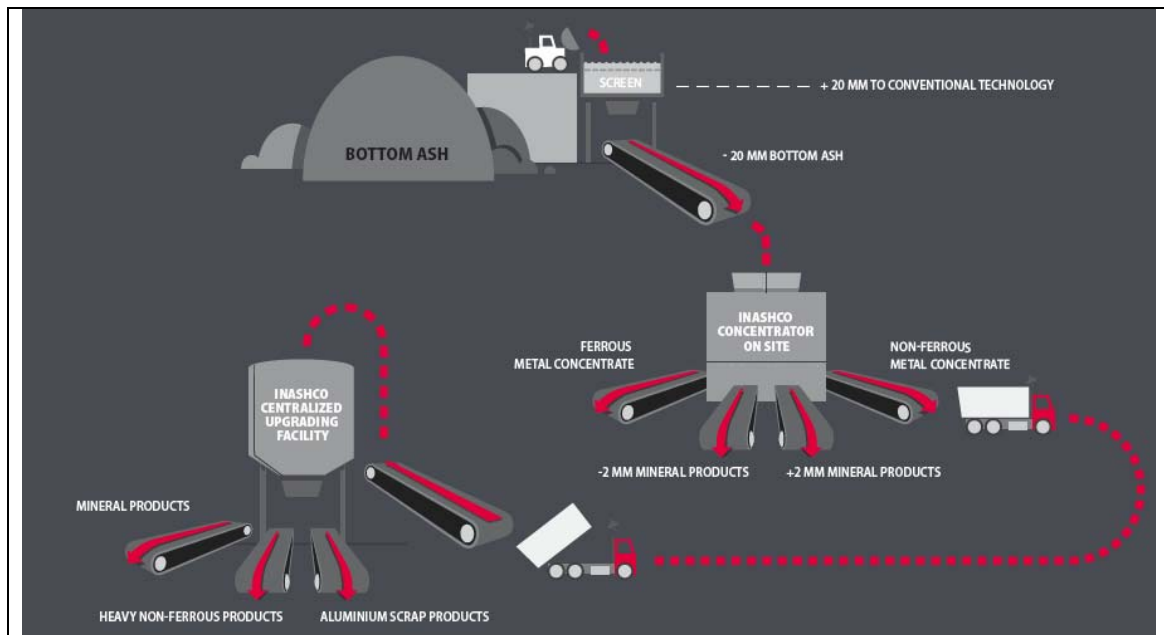 SCREEN
+ 20 MM TO CONVENTIONAL TECHNOLOGY
BOTTOM ASH
- 20 MM BOTTOM ASH
INASHCO
CONCENTRATOR
ON SITE
FERROUS
METAL CONCENTRATE
NON-FERROUS
METAL CONCENTRATE
INASHCO
CENTRALIZED
UPGRADING
FACILITY
-2 MM MINERAL PRODUCTS
+2 MM MINERAL PRODUCTS
MINERAL PRODUCTS
HEAVY NON-FERROUS PRODUCTS
ALUMINIUM SCRAP PRODUCTS